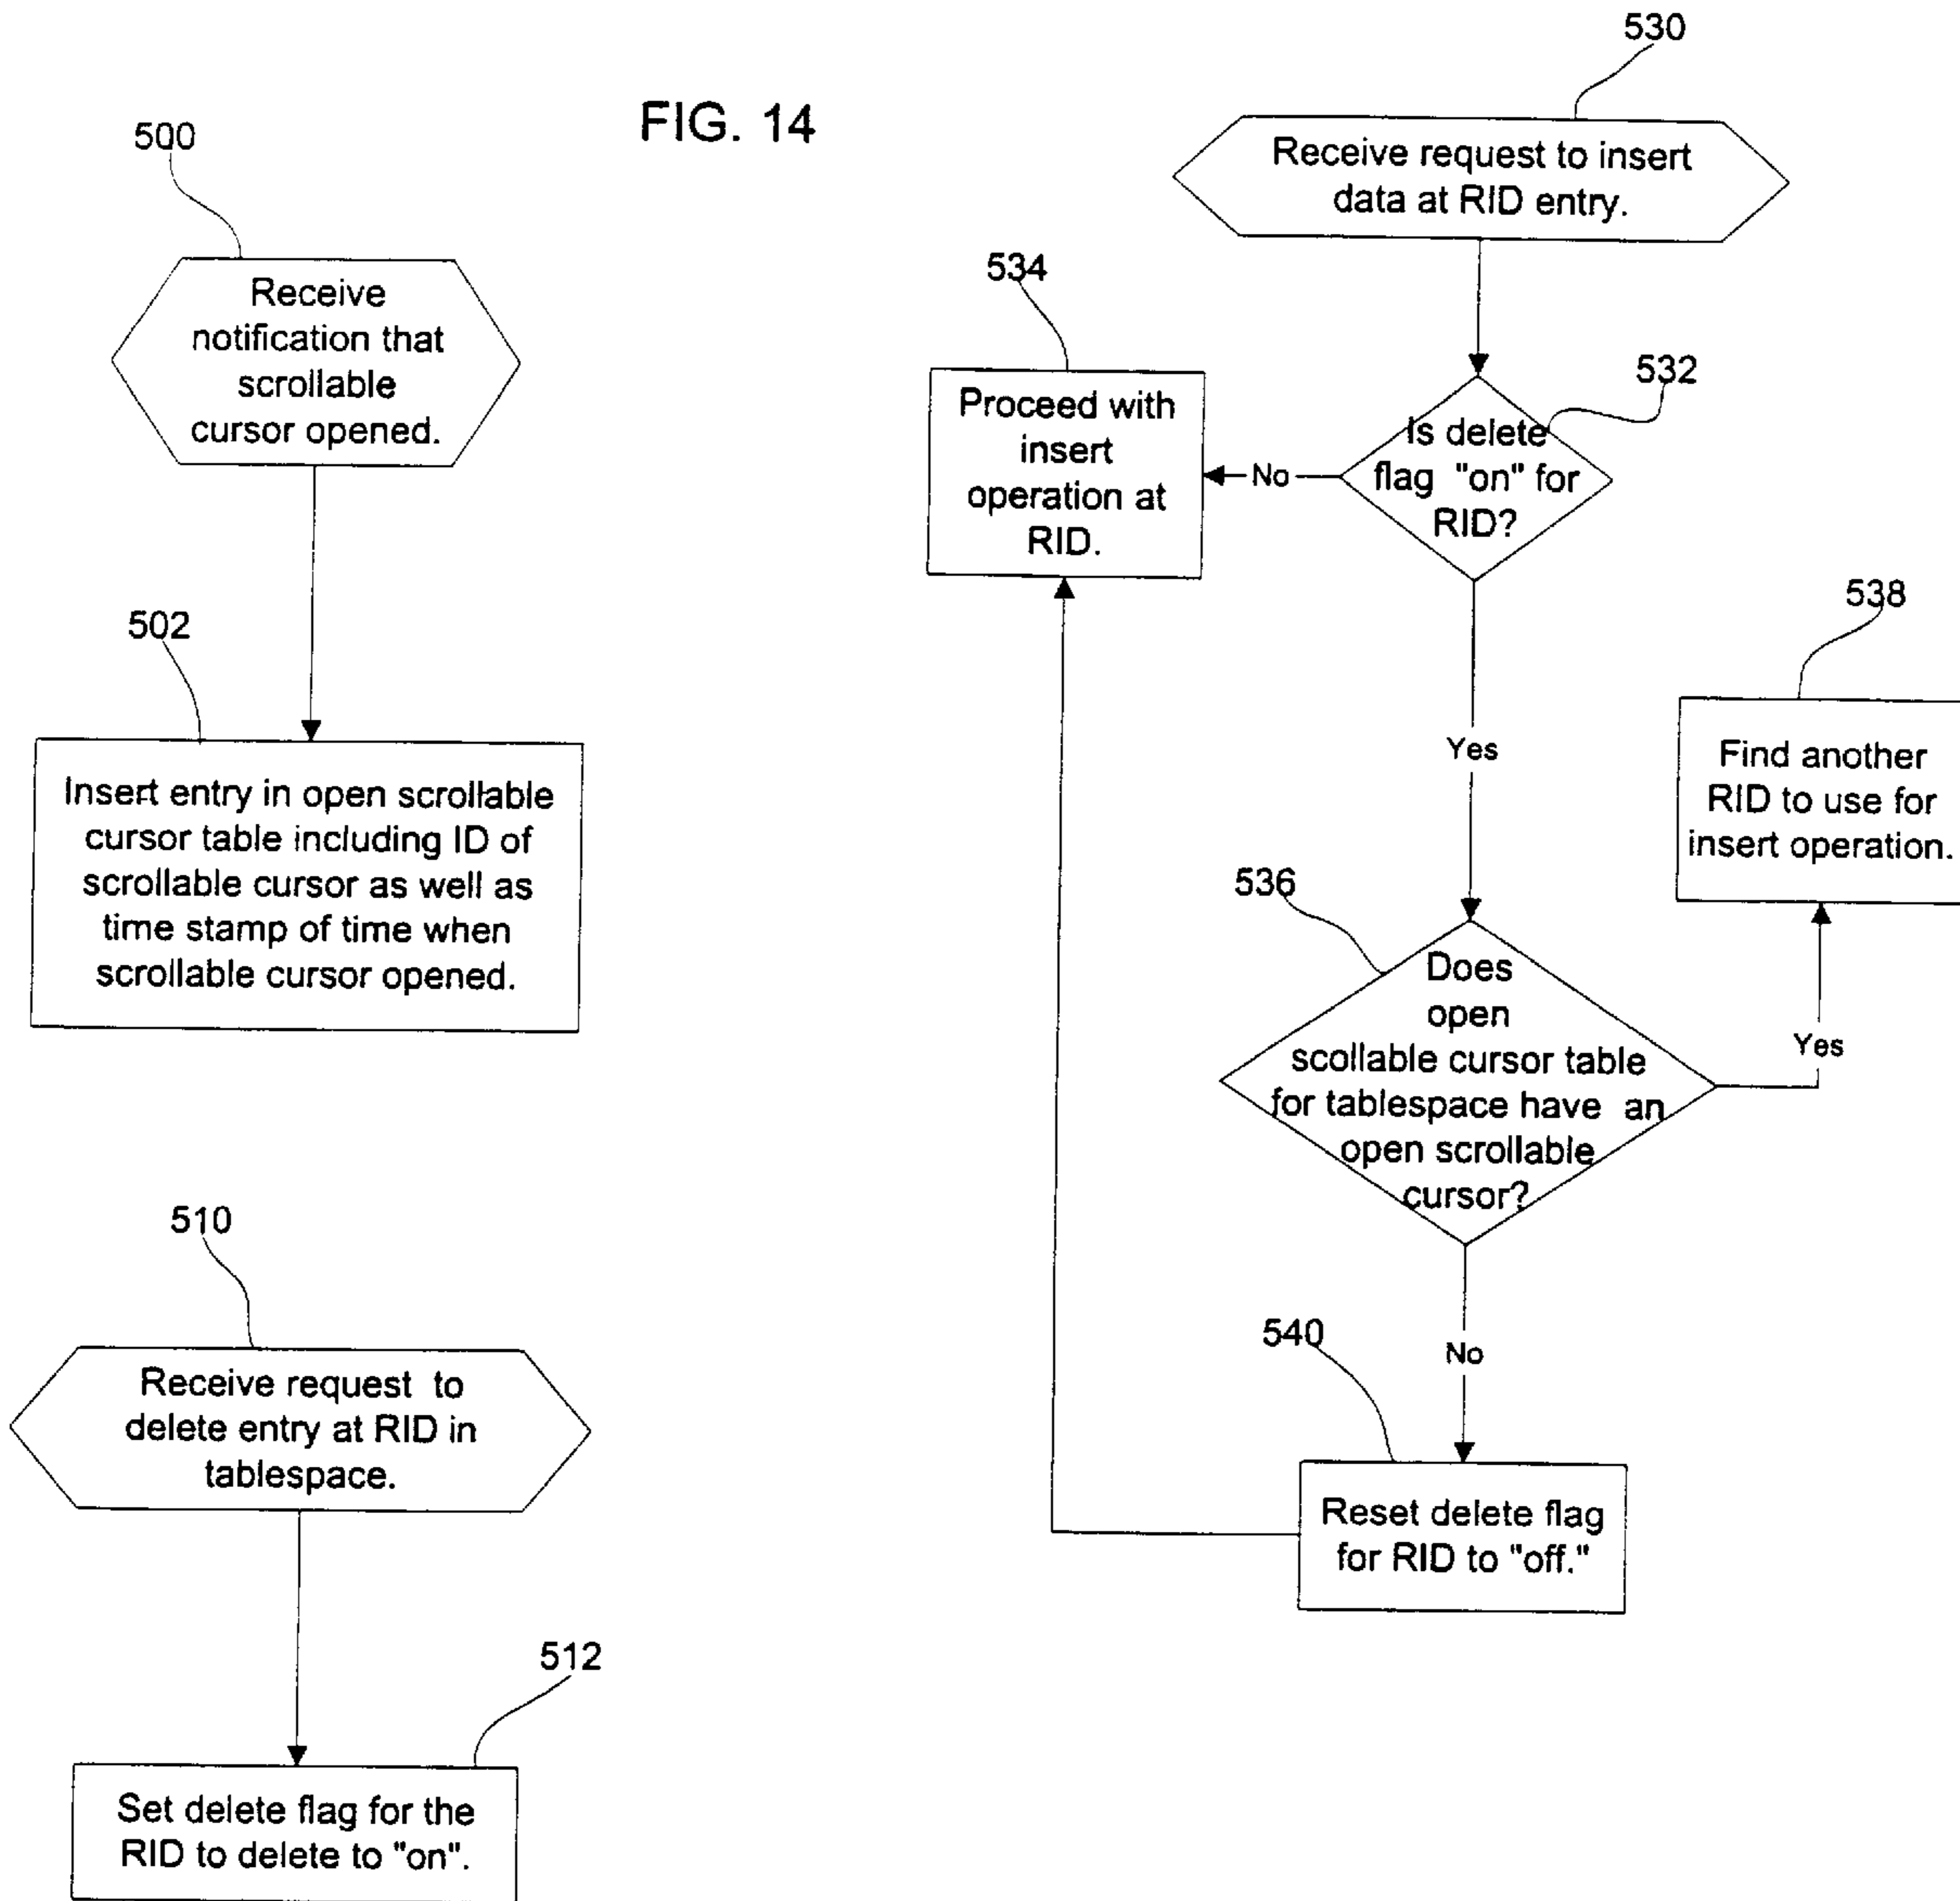 FIG. 14
500
Receive
notification that
scrollable
cursor opened.
502
Insert entry in open scrollable
cursor table including ID of
scrollable cursor as well as
time stamp of time when
scrollable cursor opened.
510
Receive request to
delete entry at RID in
tablespace.
512
Set delete flag for the
RID to delete to "on".
530
Receive request to insert
data at RID entry.
532
Is delete
flag "on" for
RID?
No
534
Proceed with
insert
operation at
RID.
Yes
536
Does
open
scollable cursor table
for tablespace have an
open scrollable
cursor?
Yes
538
Find another
RID to use for
insert operation.
No
540
Reset delete flag
for RID to "off."